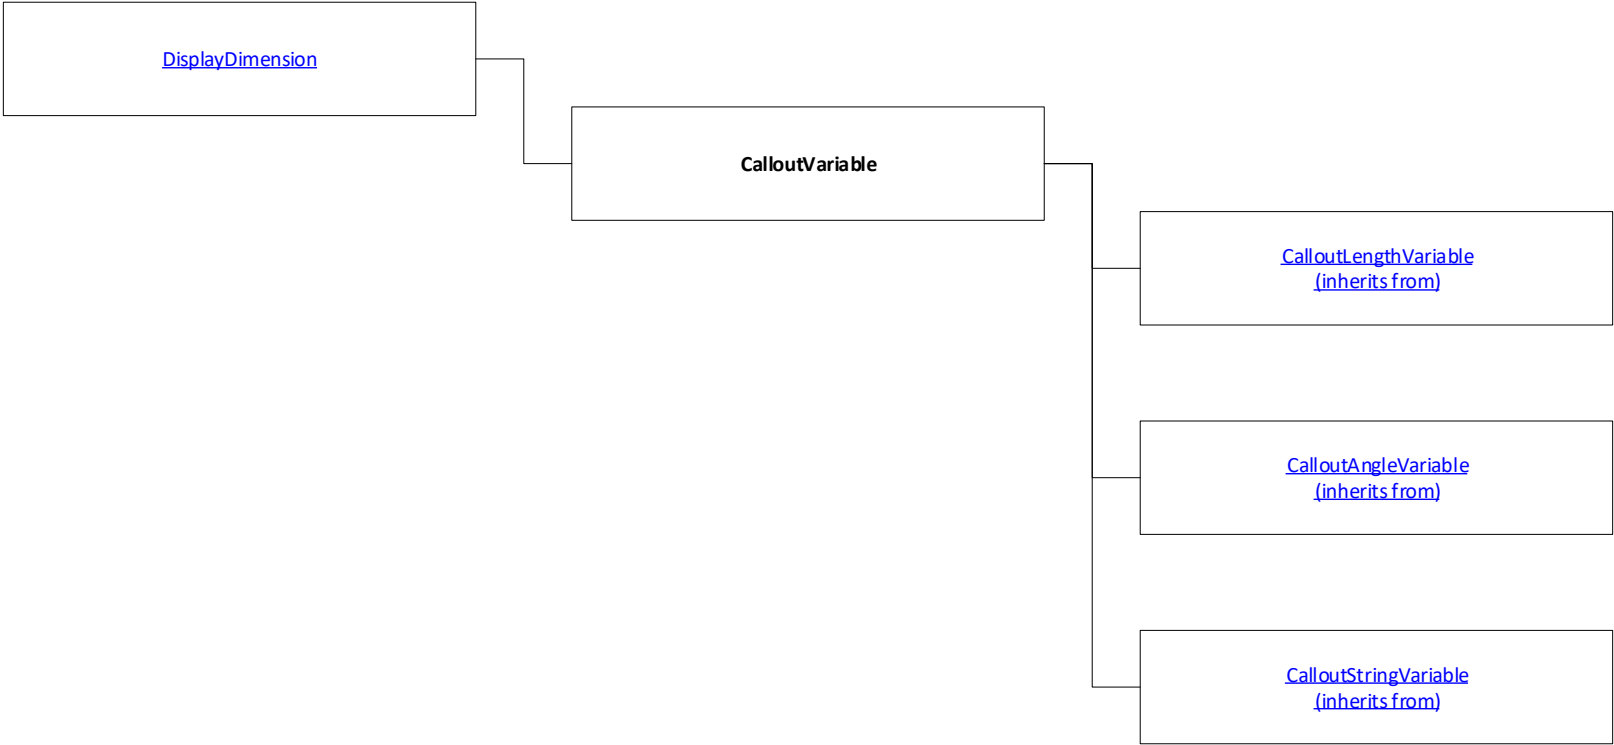 DisplayDimension
CalloutVariable
CalloutLengthVariable
(inherits from)
CalloutAngleVariable
(inherits from)
CalloutStringVariable
(inherits from)